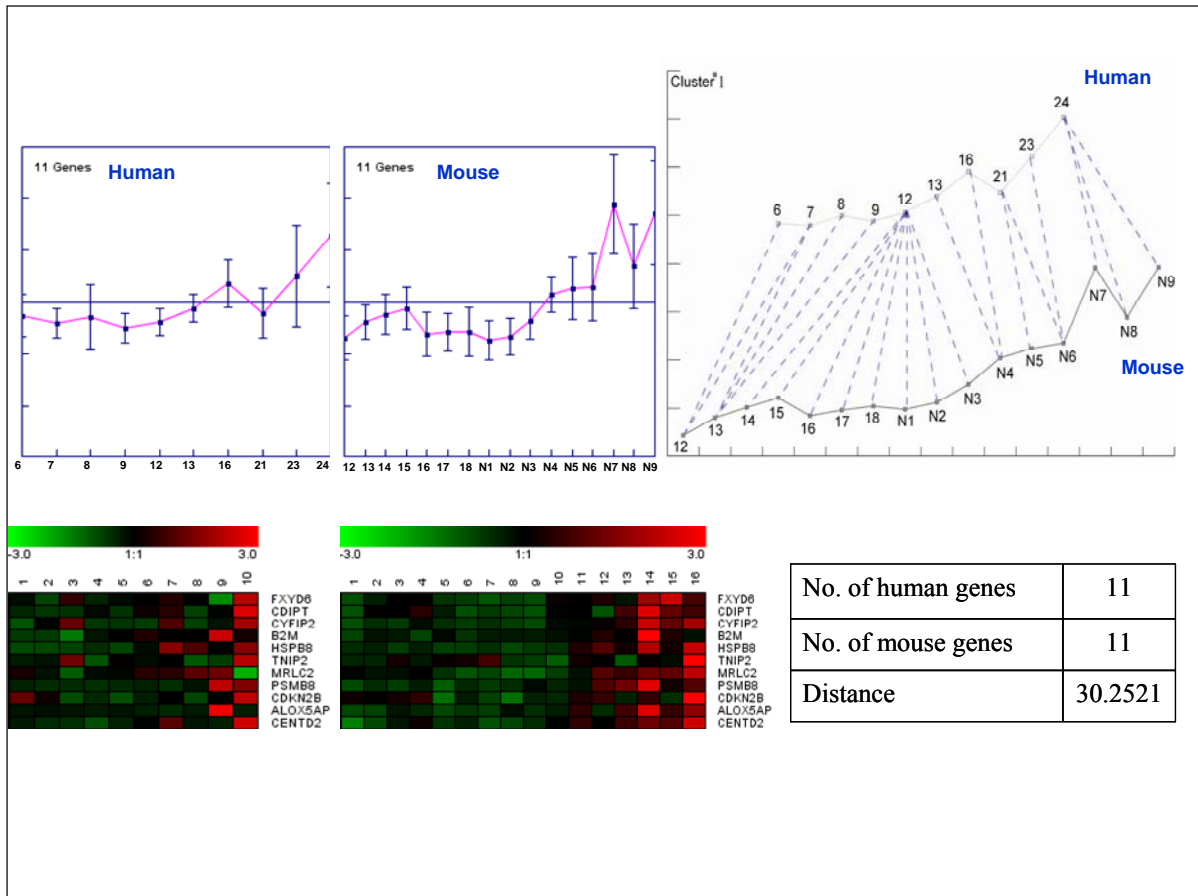 11 Genes Human
6 7 8 9 12 13 16 21 23 24
11 Genes Mouse
12 13 14 15 16 17 18 N1 N2 N3 N4 N5 N6 N7 N8 N9
Cluster# 1
Human
24
23
16
21
13
12
6 7 8 9
N7 N9
N8
Mouse
N4 N5 N6
N3
15
12 13 14 16 17 18 N1 N2
-3.0 1:1 3.0
1 2 3 4 5 6 7 8 9 10
FXYD6
CDIPT
CYFIP2
B2M
HSPB8
TNIP2
MRLC2
PSMB8
CDKN2B
ALOX5AP
CENTD2
-3.0 1:1 3.0
1 2 3 4 5 6 7 8 9 10 11 12 13 14 15 16
FXYD6
CDIPT
CYFIP2
B2M
HSPB8
TNIP2
MRLC2
PSMB8
CDKN2B
ALOX5AP
CENTD2
No. of human genes 11
No. of mouse genes 11
Distance 30.2521